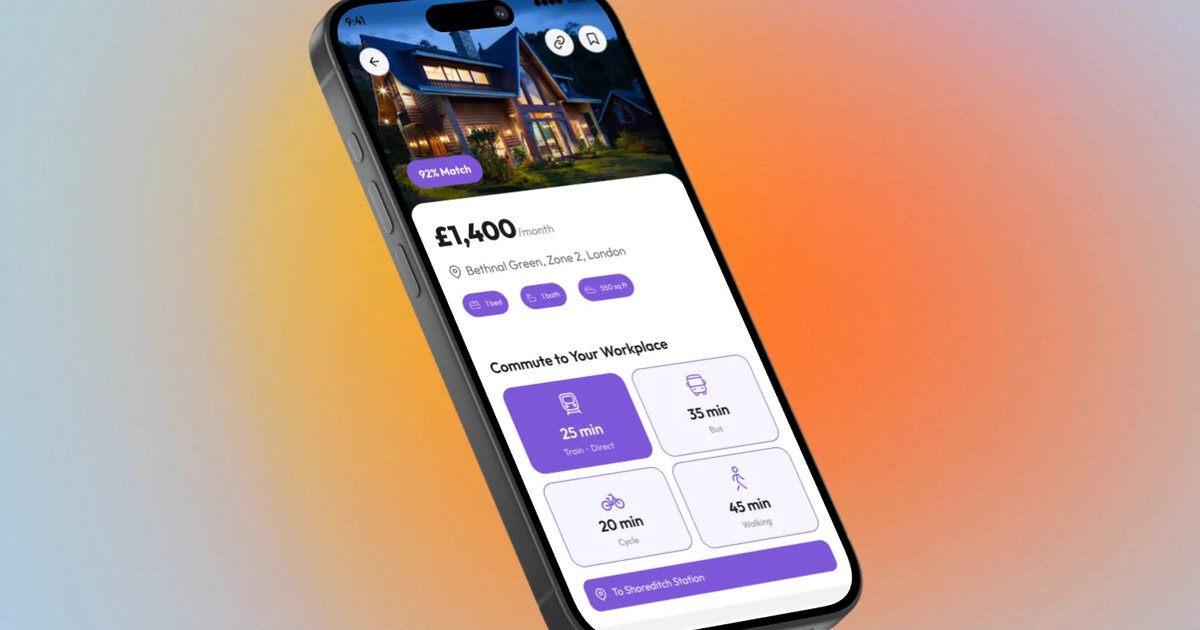 9:41
92% Match
£1,400/month
Bethnal Green, Zone 2, London
1 bed
1 bath
550 sq ft
Commute to Your Workplace
25 min
Train · Direct
35 min
Bus
20 min
Cycle
45 min
Walking
To Shoreditch Station